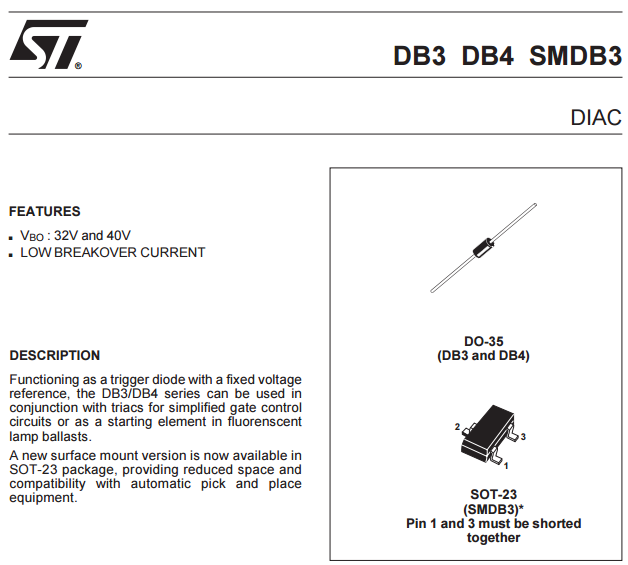 ST®
DB3 DB4 SMDB3
DIAC
FEATURES
▪ VBO : 32V and 40V
▪ LOW BREAKOVER CURRENT
DESCRIPTION
Functioning as a trigger diode with a fixed voltage
reference, the DB3/DB4 series can be used in
conjunction with triacs for simplified gate control
circuits or as a starting element in fluorenscent
lamp ballasts.
A new surface mount version is now available in
SOT-23 package, providing reduced space and
compatibility with automatic pick and place
equipment.
DO-35
(DB3 and DB4)
2
3
1
SOT-23
(SMDB3)*
Pin 1 and 3 must be shorted
together